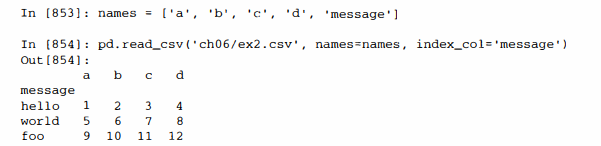 In [853]: names = ['a', 'b', 'c', 'd', 'message']
In [854]: pd.read_csv('ch06/ex2.csv', names=names, index_col='message')
Out[854]:
         a   b   c   d
message
hello    1   2   3   4
world    5   6   7   8
foo      9  10  11  12